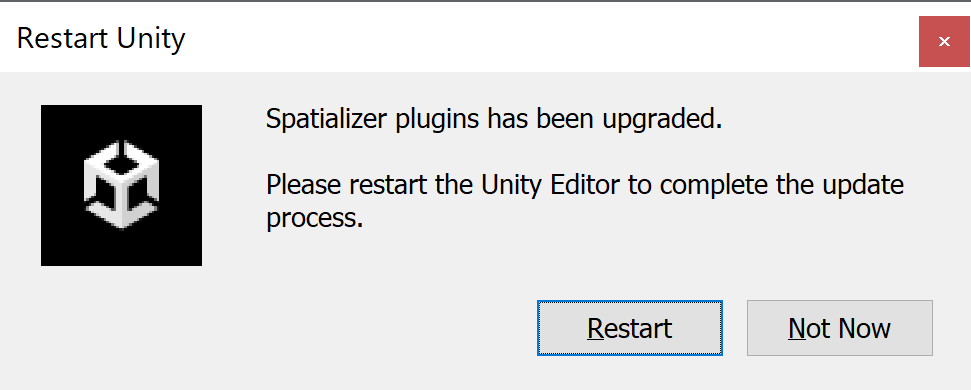 Restart Unity
Spatializer plugins has been upgraded.
Please restart the Unity Editor to complete the update
process.
Restart
Not Now